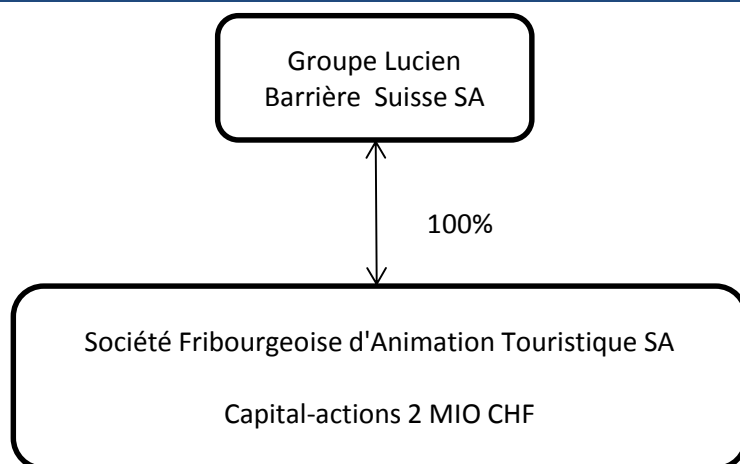 Groupe Lucien
Barrière Suisse SA
100%
Société Fribourgeoise d'Animation Touristique SA
Capital-actions 2 MIO CHF